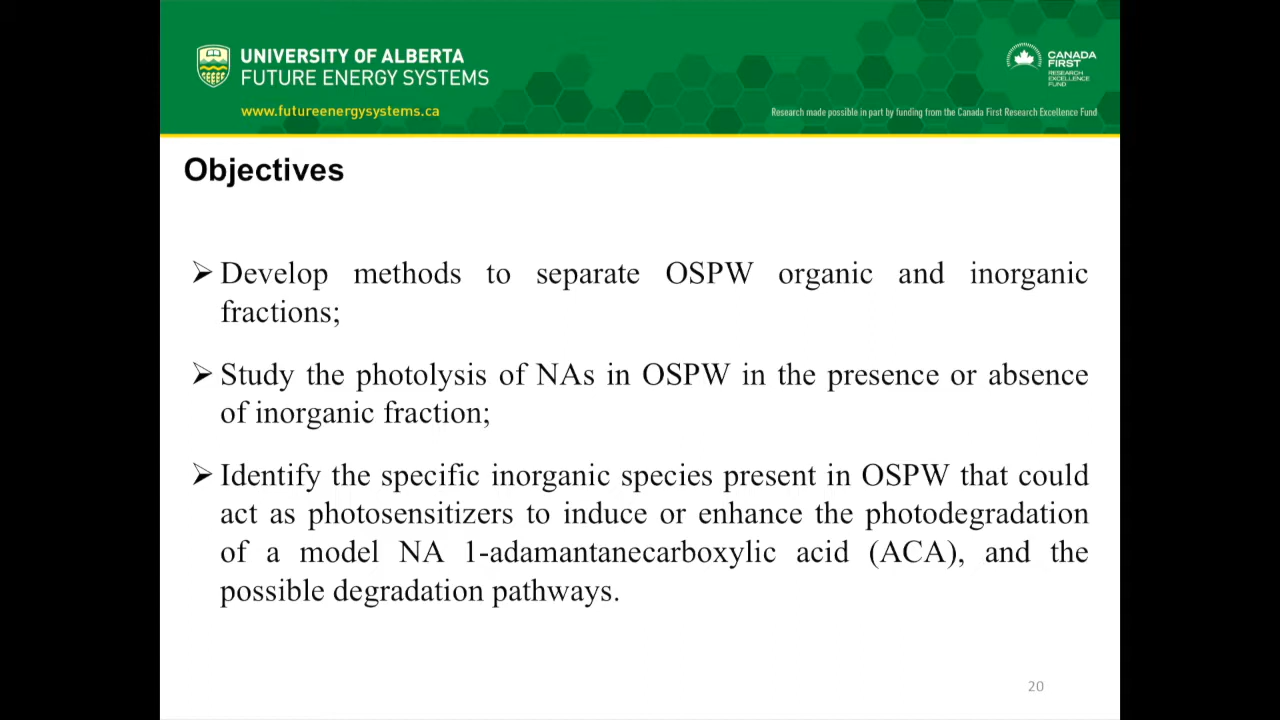 UNIVERSITY OF ALBERTA
FUTURE ENERGY SYSTEMS
www.futureenergysystems.ca
CANADA
FIRST
RESEARCH
EXCELLENCE
FUND
Research made possible in part by funding from the Canada First Research Excellence Fund
Objectives
➢ Develop methods to separate OSPW organic and inorganic
fractions;
➢ Study the photolysis of NAs in OSPW in the presence or absence
of inorganic fraction;
➢ Identify the specific inorganic species present in OSPW that could
act as photosensitizers to induce or enhance the photodegradation
of a model NA 1-adamantanecarboxylic acid (ACA), and the
possible degradation pathways.
20